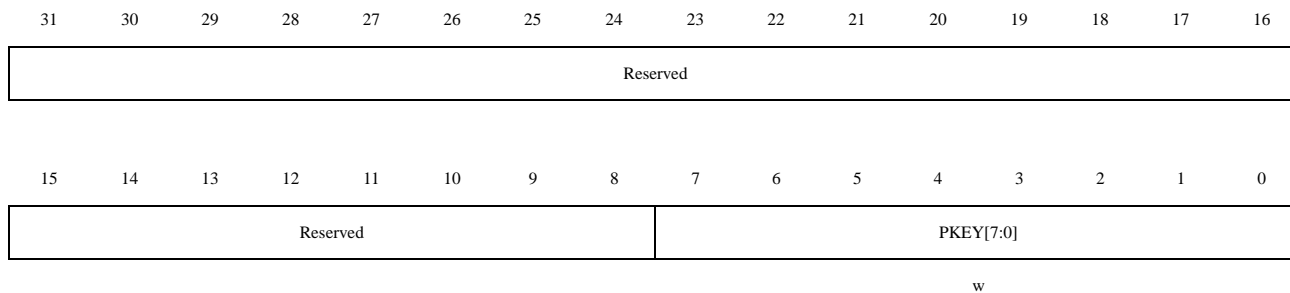 31 30 29 28 27 26 25 24 23 22 21 20 19 18 17 16
Reserved
15 14 13 12 11 10 9 8 7 6 5 4 3 2 1 0
Reserved PKEY[7:0]
w